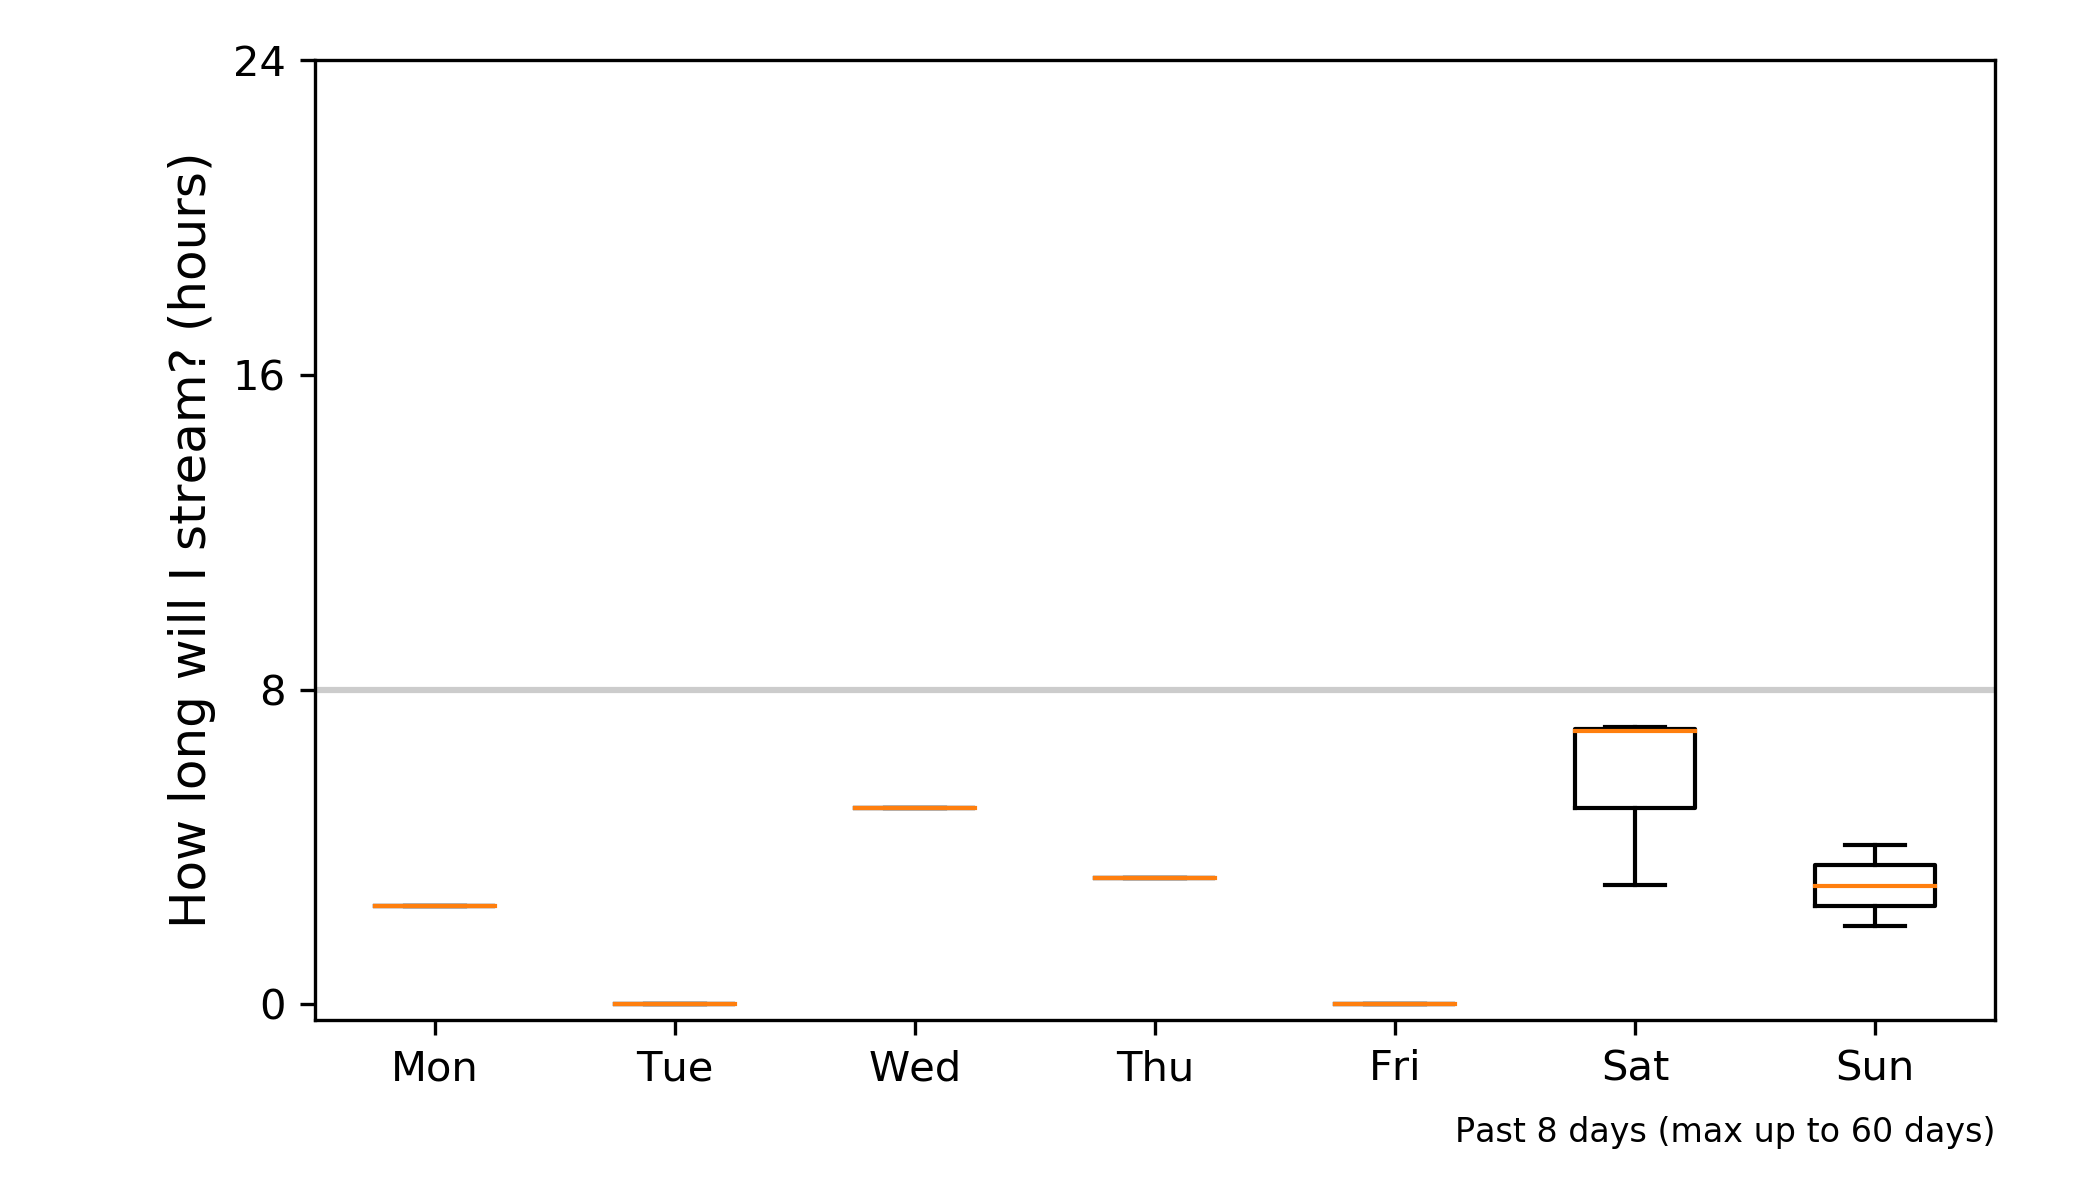 How long will I stream? (hours)
24
16
8
0
Mon Tue Wed Thu Fri Sat Sun
Past 8 days (max up to 60 days)